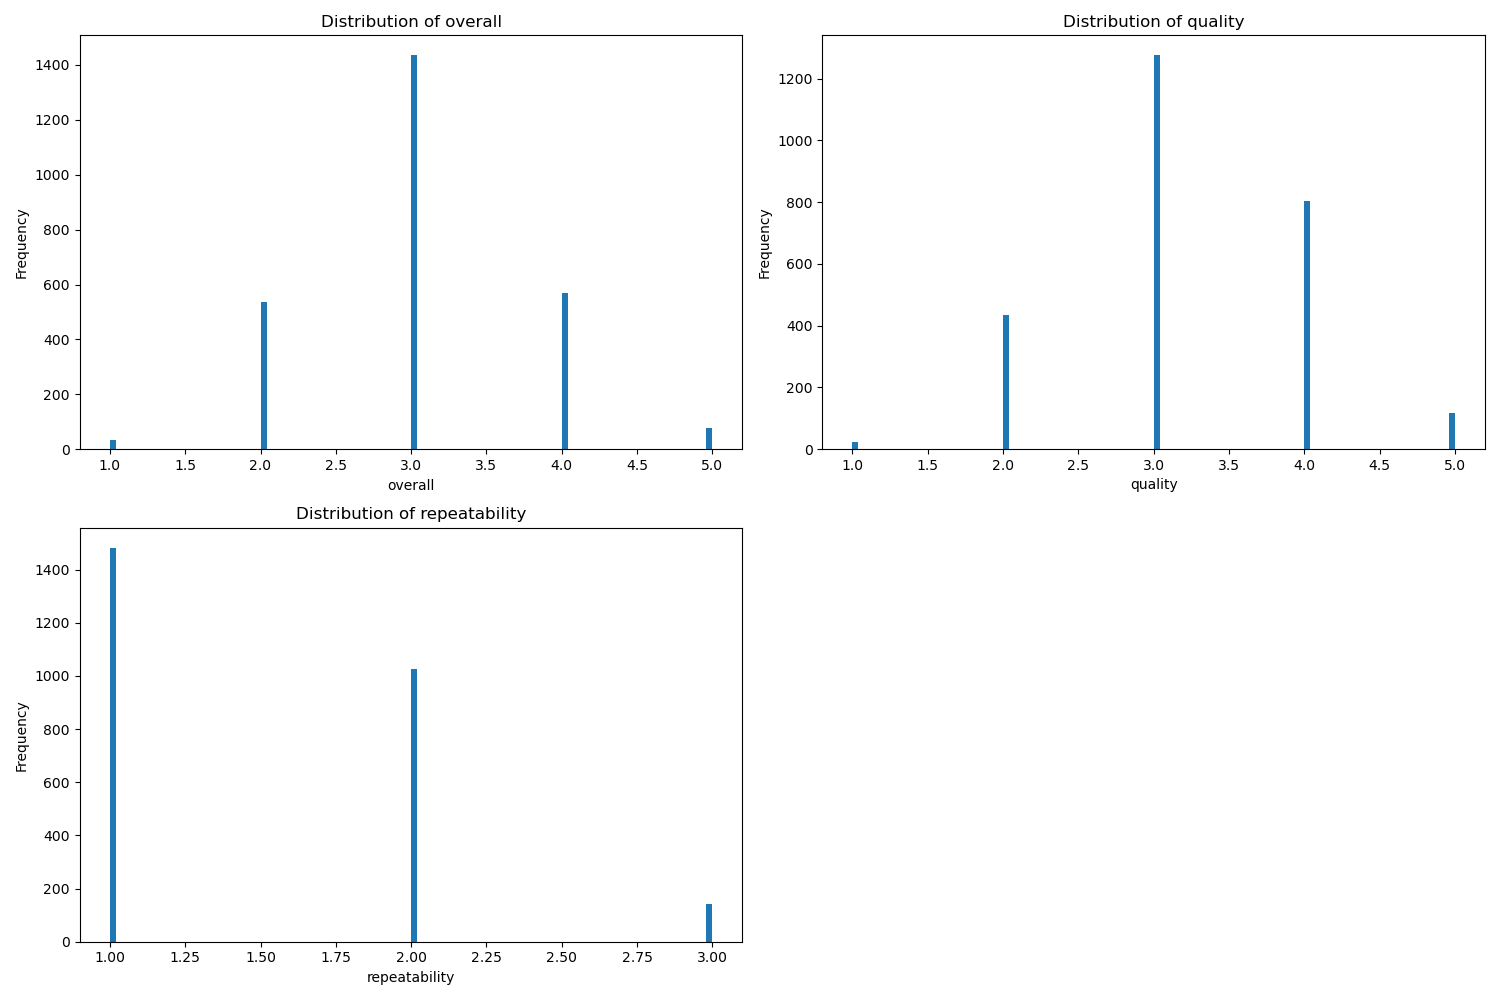 Distribution of overall
1400
1200
1000
800
600
400
200
0
Frequency
1.0 1.5 2.0 2.5 3.0 3.5 4.0 4.5 5.0
overall
Distribution of quality
1200
1000
800
600
400
200
0
Frequency
1.0 1.5 2.0 2.5 3.0 3.5 4.0 4.5 5.0
quality
Distribution of repeatability
1400
1200
1000
800
600
400
200
0
Frequency
1.00 1.25 1.50 1.75 2.00 2.25 2.50 2.75 3.00
repeatability